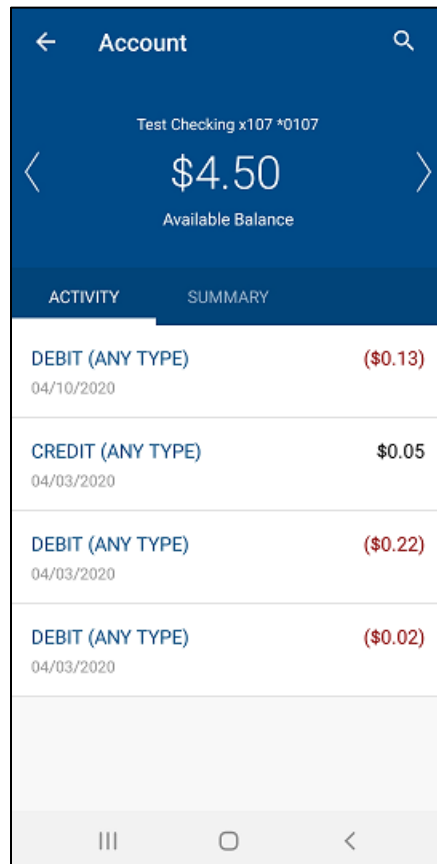 Account
Test Checking x107 *0107
$4.50
Available Balance
ACTIVITY SUMMARY
DEBIT (ANY TYPE) ($0.13)
04/10/2020
CREDIT (ANY TYPE) $0.05
04/03/2020
DEBIT (ANY TYPE) ($0.22)
04/03/2020
DEBIT (ANY TYPE) ($0.02)
04/03/2020